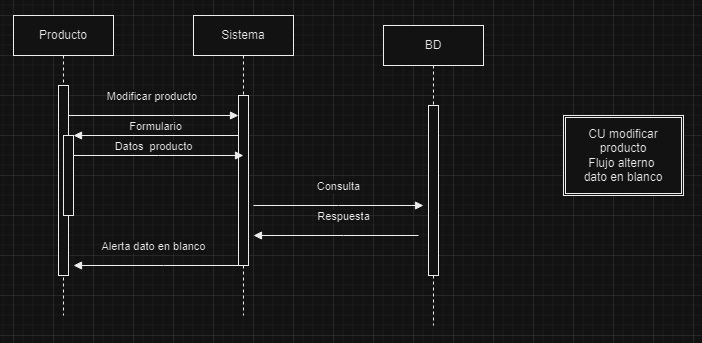 Producto
Sistema
BD
Modificar producto
Formulario
Datos producto
Consulta
Respuesta
Alerta dato en blanco
CU modificar
producto
Flujo alterno
dato en blanco